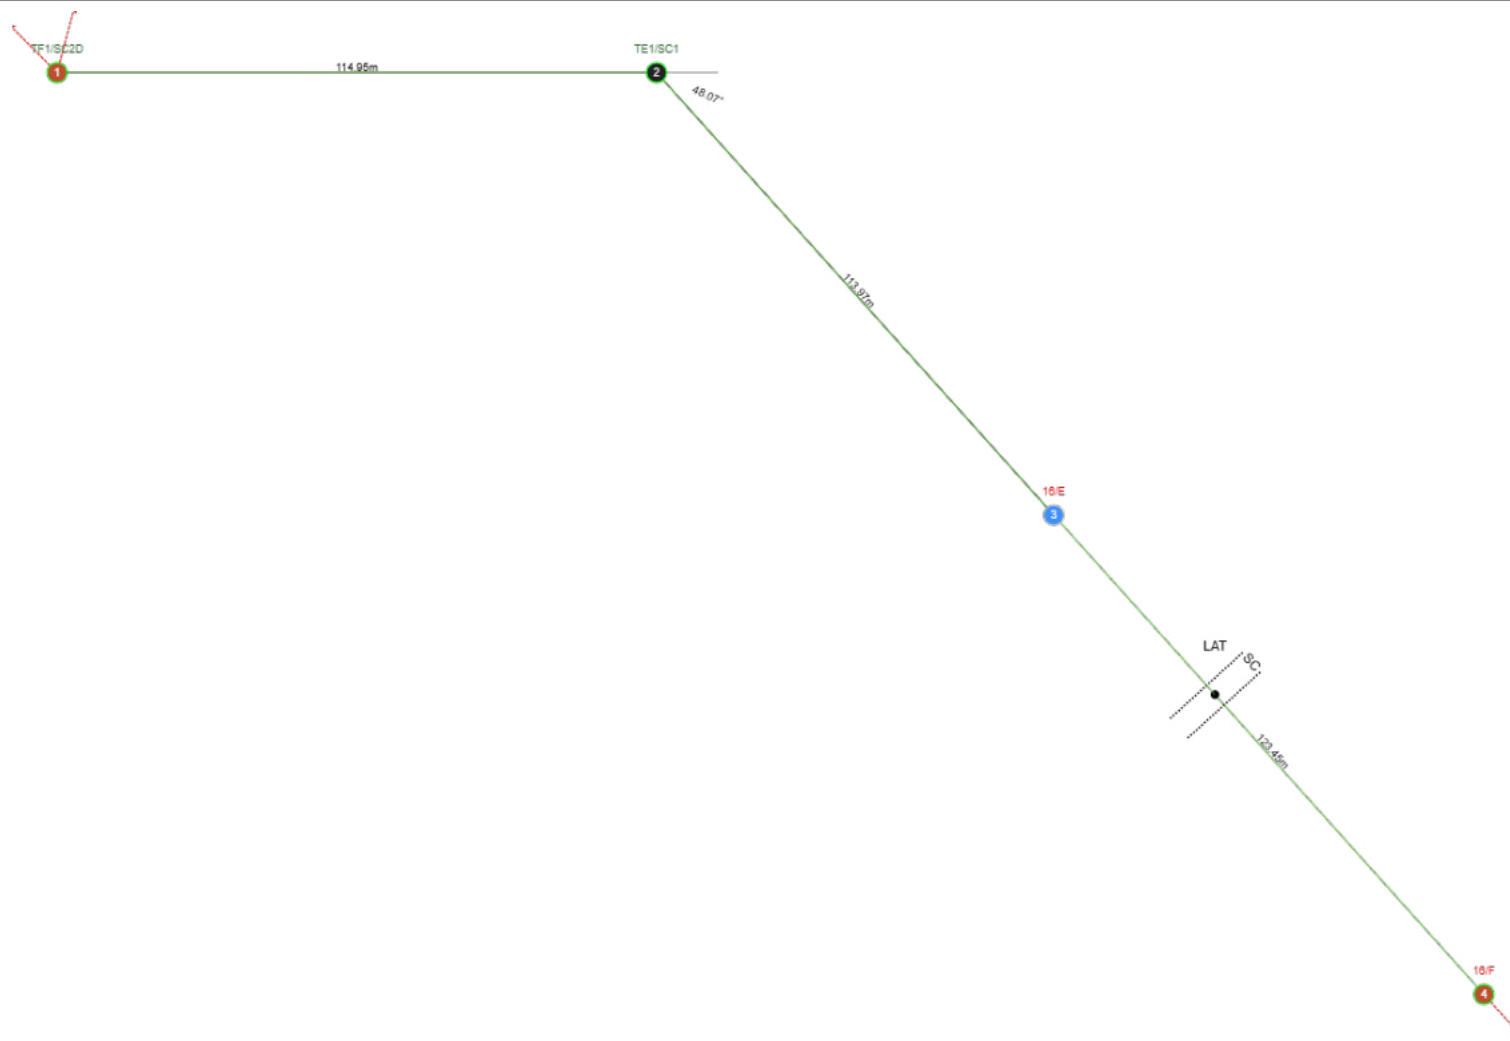 TF1/SC2D
TE1/SC1
1
114.95m
2
48.07°
113.97m
16/E
3
LAT
SC.
123.45m
16/F
4